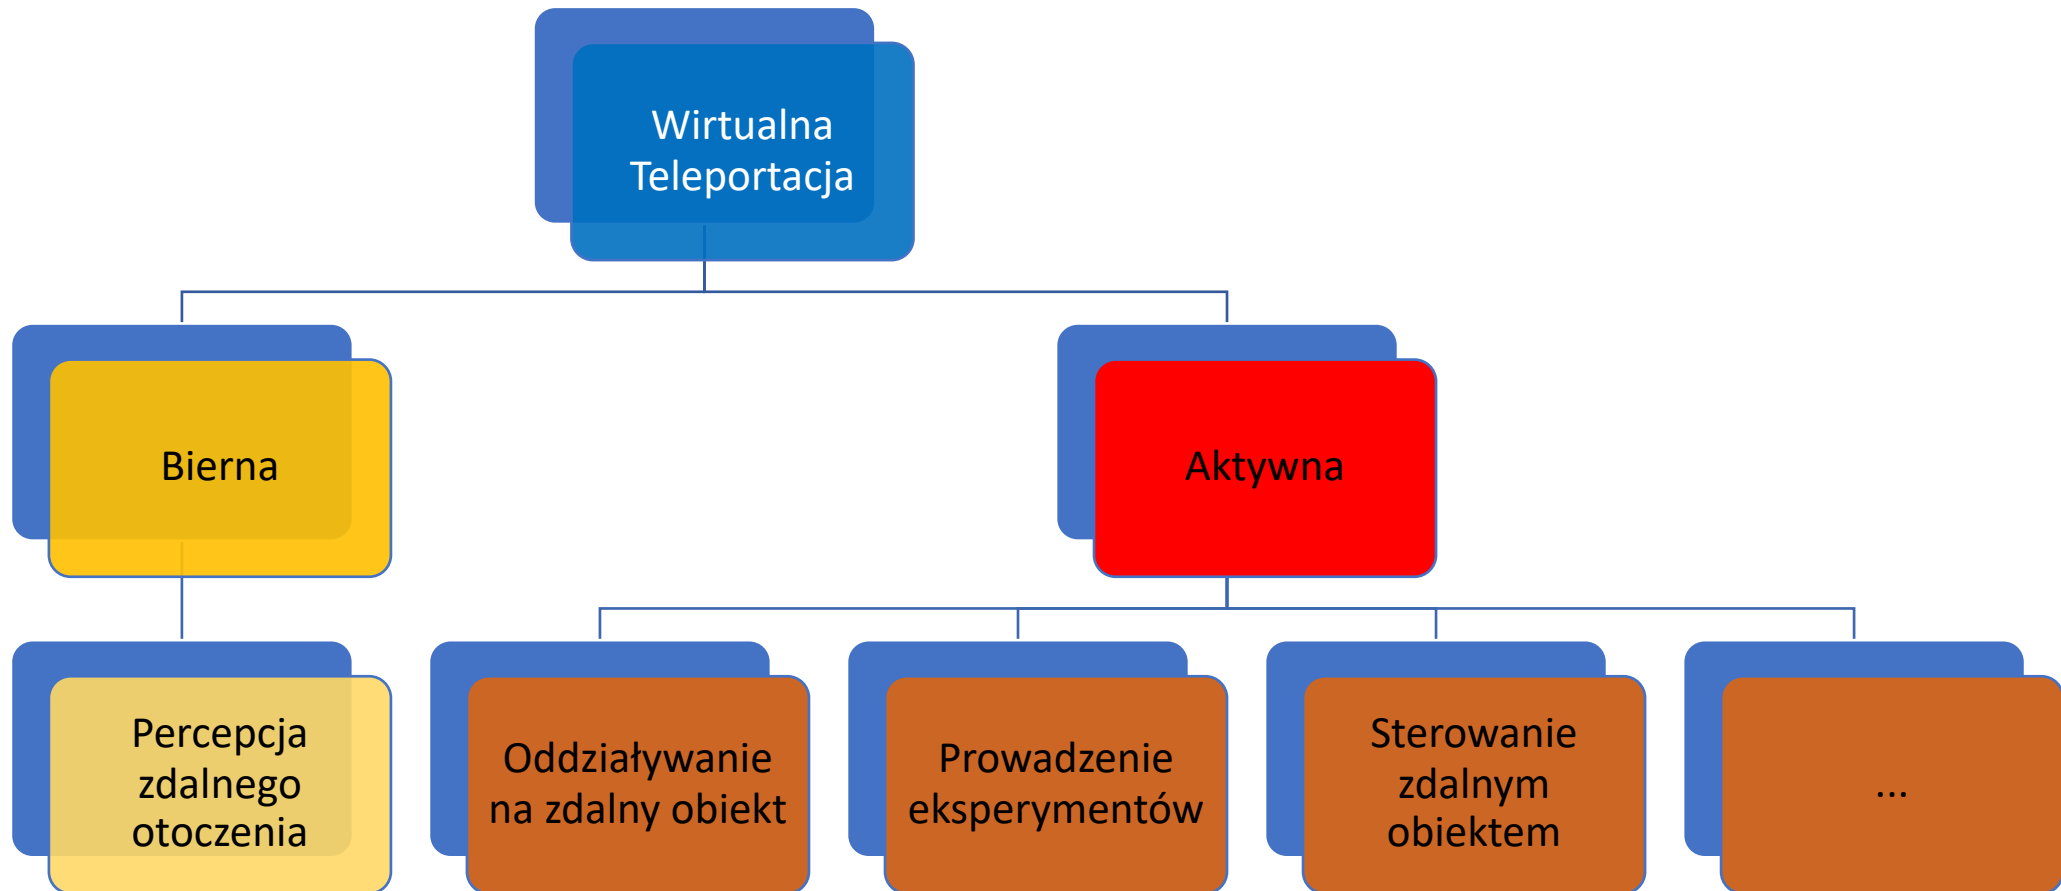 Wirtualna
Teleportacja
Bierna
Aktywna
Percepcja
zdalnego
otoczenia
Oddziaływanie
na zdalny obiekt
Prowadzenie
eksperymentów
Sterowanie
zdalnym
obiektem
...